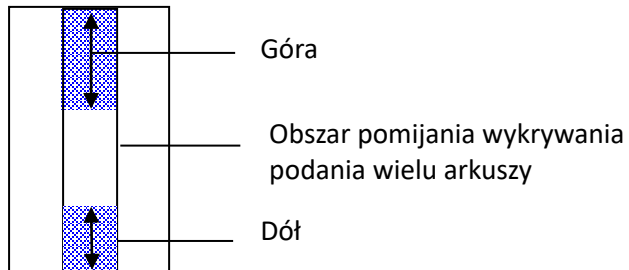 Góra
Obszar pomijania wykrywania
podania wielu arkuszy
Dół